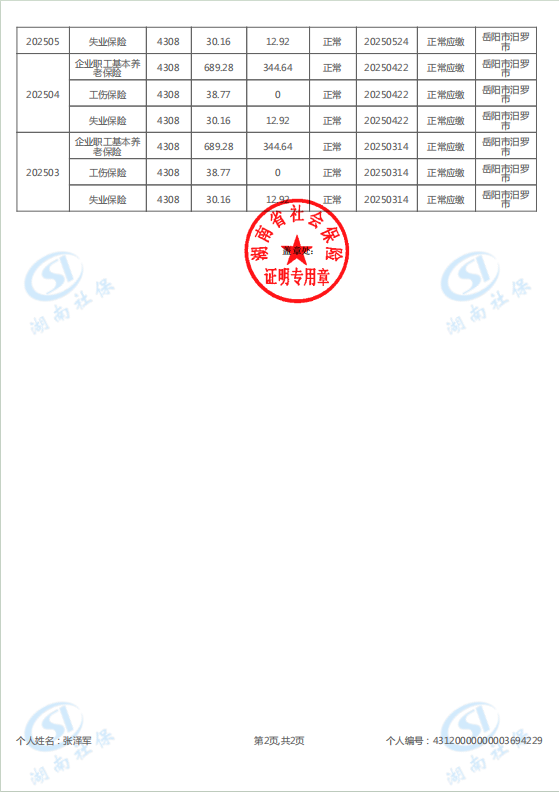 202505 失业保险 4308 30.16 12.92 正常 20250524 正常应缴 岳阳市汨罗市
202504 企业职工基本养老保险 4308 689.28 344.64 正常 20250422 正常应缴 岳阳市汨罗市
工伤保险 4308 38.77 0 正常 20250422 正常应缴 岳阳市汨罗市
失业保险 4308 30.16 12.92 正常 20250422 正常应缴 岳阳市汨罗市
202503 企业职工基本养老保险 4308 689.28 344.64 正常 20250314 正常应缴 岳阳市汨罗市
工伤保险 4308 38.77 0 正常 20250314 正常应缴 岳阳市汨罗市
失业保险 4308 30.16 12.92 正常 20250314 正常应缴 岳阳市汨罗市
湖南省社会保险
盖章处:
证明专用章
SI
湖南社保
SI
湖南社保
SI
湖南社保
SI
湖南社保
个人姓名：张泽军 第2页,共2页 个人编号：43120000000003694229